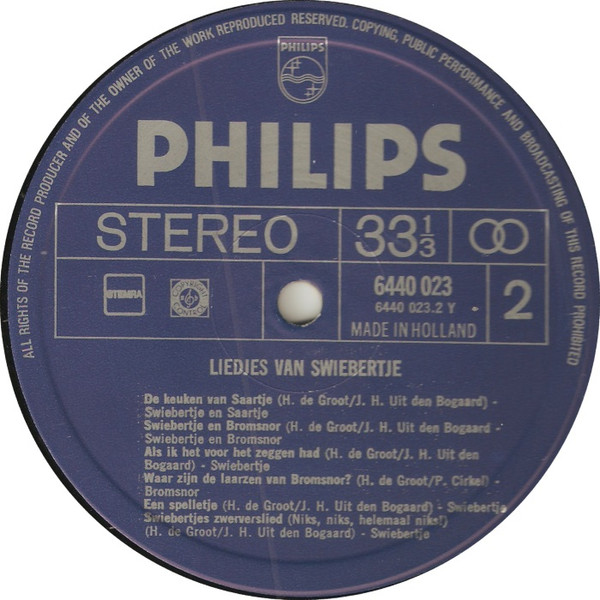 ALL RIGHTS OF THE RECORD PRODUCER AND OF THE OWNER OF THE WORK REPRODUCED RESERVED. COPYING, PUBLIC PERFORMANCE AND BROADCASTING OF THIS RECORD PROHIBITED
PHILIPS
PHILIPS
STEREO
33 1/3
STEMRA
COPYRIGHT CONTROL
6440 023
6440 023.2 Y
MADE IN HOLLAND
2
LIEDJES VAN SWIEBERTJE
De keuken van Saartje (H. de Groot/J. H. Uit den Bogaard) -
Swiebertje en Saartje
Swiebertje en Bromsnor (H. de Groot/J. H. Uit den Bogaard -
Swiebertje en Bromsnor
Als ik het voor het zeggen had (H. de Groot/J. H. Uit den
Bogaard) - Swiebertje
Waar zijn de laarzen van Bromsnor? (H. de Groot/P. Cirkel) -
Bromsnor
Een spelletje (H. de Groot/J. H. Uit den Bogaard) - Swiebertje
Swiebertjes zwerverslied (Niks, niks, helemaal niks!)
(H. de Groot/J. H. Uit den Bogaard) - Swiebertje